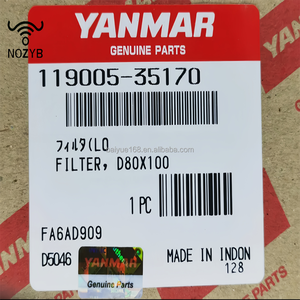 NOZYB
YANMAR
GENUINE PARTS
119005-35170
フィルタ(LO
FILTER, D80X100
1 PC
FA6AD909
D5046
YANMAR
Genuine Parts
MADE IN INDON
128